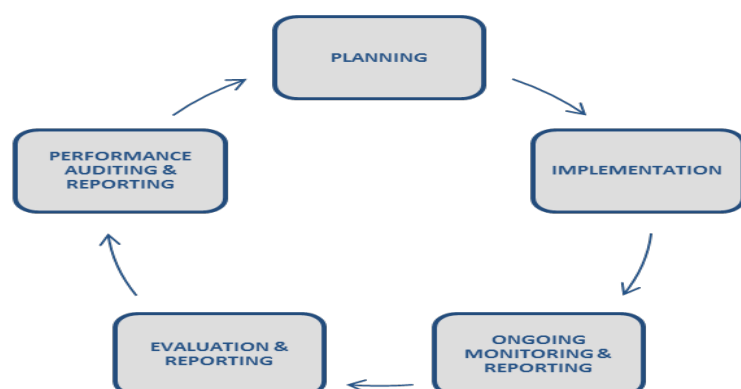 PLANNING
IMPLEMENTATION
ONGOING
MONITORING &
REPORTING
EVALUATION &
REPORTING
PERFORMANCE
AUDITING &
REPORTING